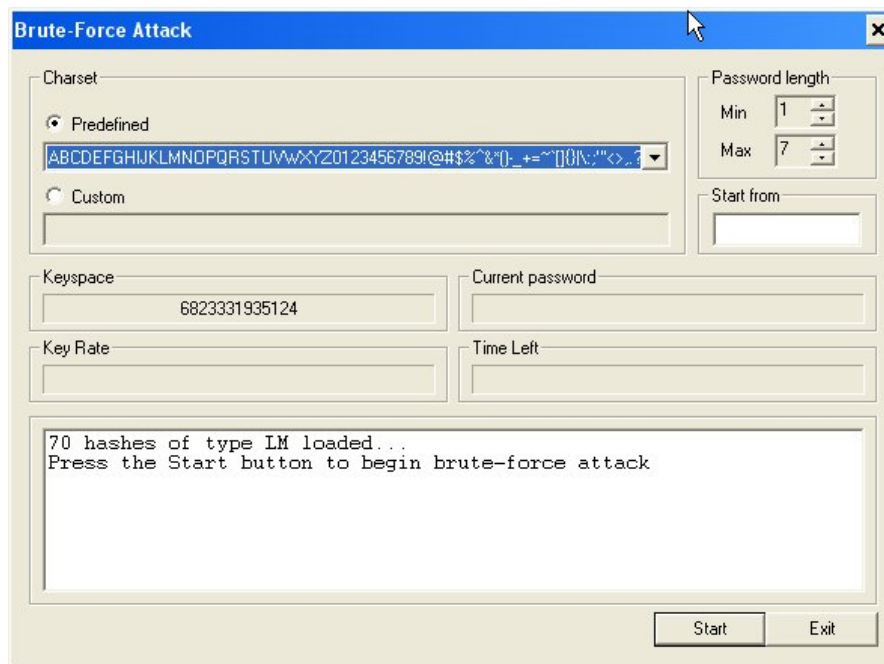 Brute-Force Attack
Charset
Predefined
ABCDEFGHIJKLMNOPQRSTUVWXYZ0123456789!@#$%^&*()-_+=~`[]{}|\:;"'<>,.?
Custom
Password length
Min 1
Max 7
Start from
Keyspace
6823331935124
Current password
Key Rate
Time Left
70 hashes of type LM loaded...
Press the Start button to begin brute-force attack
Start
Exit